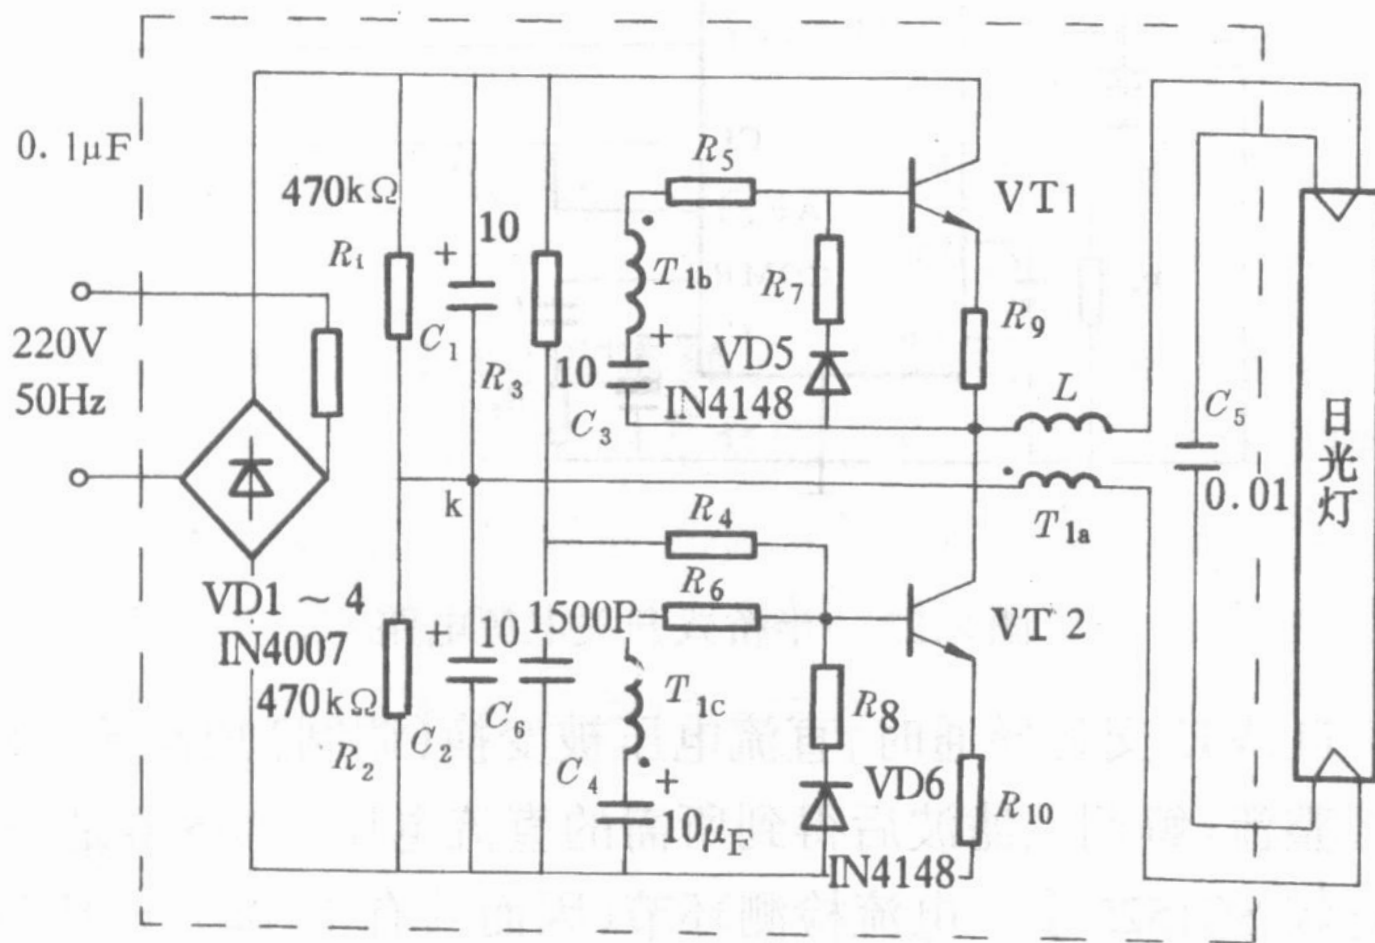 0.1μF
220V
50Hz
VD1～4
IN4007
470kΩ
R1
470kΩ
R2
+
10
C1
k
+
10
C2
R3
1500P
C6
R5
T1b
+
10
C3
R7
VD5
IN4148
VT1
R9
L
T1a
R4
R6
T1c
C4
+
10μF
R8
VD6
IN4148
VT2
R10
C5
0.01
日光灯